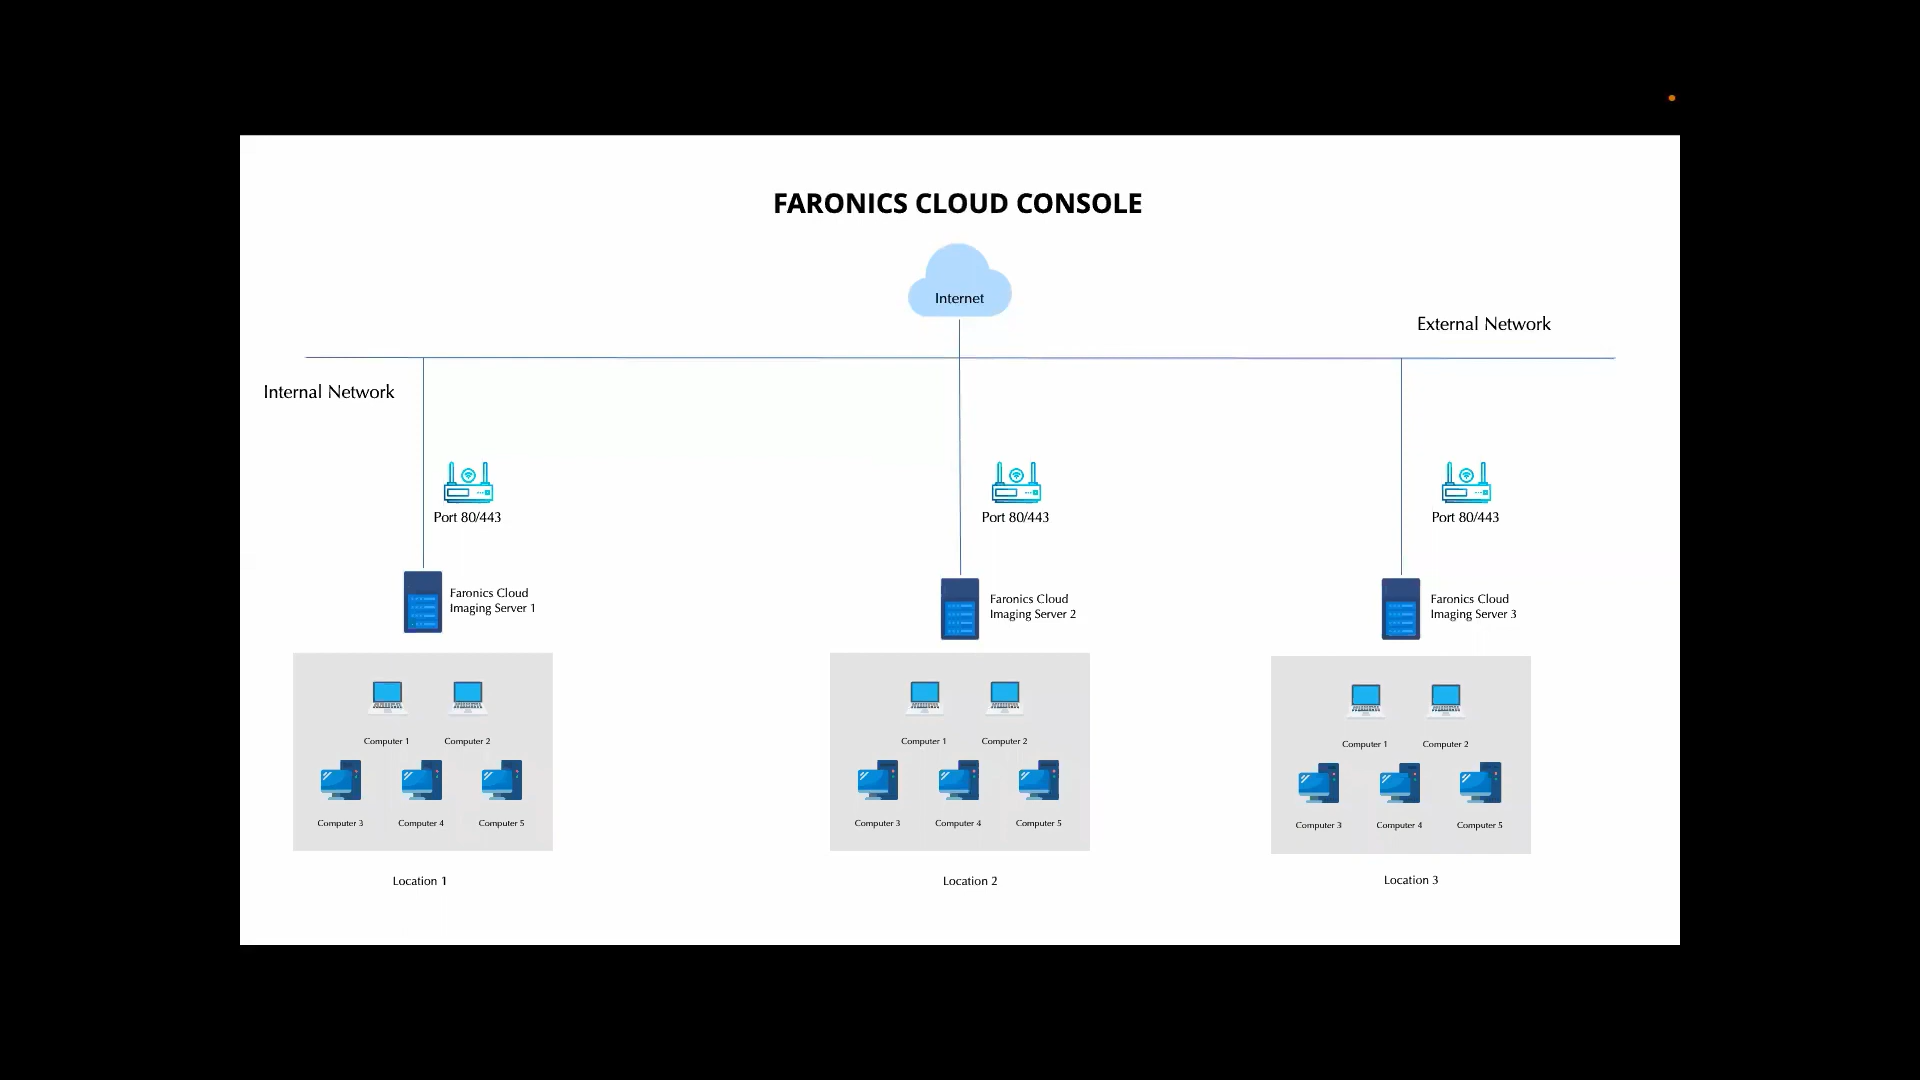 FARONICS CLOUD CONSOLE
Internet
External Network
Internal Network
Port 80/443
Port 80/443
Port 80/443
Faronics Cloud
Imaging Server 1
Faronics Cloud
Imaging Server 2
Faronics Cloud
Imaging Server 3
Computer 1
Computer 2
Computer 3
Computer 4
Computer 5
Location 1
Computer 1
Computer 2
Computer 3
Computer 4
Computer 5
Location 2
Computer 1
Computer 2
Computer 3
Computer 4
Computer 5
Location 3